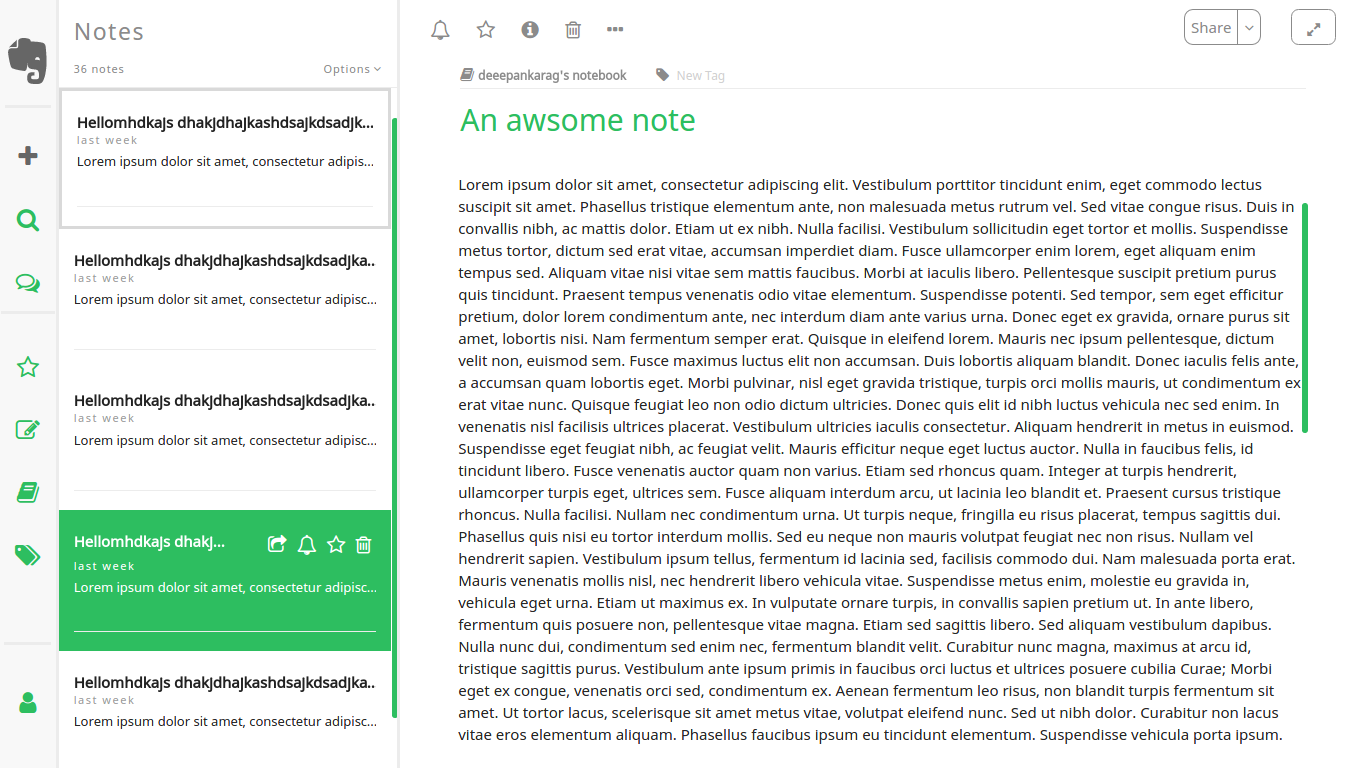 Notes
36 notes
Options
Hellomhdkajs dhakjdhajkashdsajkdsadjk...
last week
Lorem ipsum dolor sit amet, consectetur adipis...
Hellomhdkajs dhakjdhajkashdsajkdsadjka..
last week
Lorem ipsum dolor sit amet, consectetur adipisc...
Hellomhdkajs dhakjdhajkashdsajkdsadjka..
last week
Lorem ipsum dolor sit amet, consectetur adipisc...
Hellomhdkajs dhakj...
last week
Lorem ipsum dolor sit amet, consectetur adipisc...
Hellomhdkajs dhakjdhajkashdsajkdsadjka..
last week
Lorem ipsum dolor sit amet, consectetur adipisc...
Share
deeepankarag's notebook
New Tag
An awsome note
Lorem ipsum dolor sit amet, consectetur adipiscing elit. Vestibulum porttitor tincidunt enim, eget commodo lectus
suscipit sit amet. Phasellus tristique elementum ante, non malesuada metus rutrum vel. Sed vitae congue risus. Duis in
convallis nibh, ac mattis dolor. Etiam ut ex nibh. Nulla facilisi. Vestibulum sollicitudin eget tortor et mollis. Suspendisse
metus tortor, dictum sed erat vitae, accumsan imperdiet diam. Fusce ullamcorper enim lorem, eget aliquam enim
tempus sed. Aliquam vitae nisi vitae sem mattis faucibus. Morbi at iaculis libero. Pellentesque suscipit pretium purus
quis tincidunt. Praesent tempus venenatis odio vitae elementum. Suspendisse potenti. Sed tempor, sem eget efficitur
pretium, dolor lorem condimentum ante, nec interdum diam ante varius urna. Donec eget ex gravida, ornare purus sit
amet, lobortis nisi. Nam fermentum semper erat. Quisque in eleifend lorem. Mauris nec ipsum pellentesque, dictum
velit non, euismod sem. Fusce maximus luctus elit non accumsan. Duis lobortis aliquam blandit. Donec iaculis felis ante,
a accumsan quam lobortis eget. Morbi pulvinar, nisl eget gravida tristique, turpis orci mollis mauris, ut condimentum ex
erat vitae nunc. Quisque feugiat leo non odio dictum ultricies. Donec quis elit id nibh luctus vehicula nec sed enim. In
venenatis nisl facilisis ultrices placerat. Vestibulum ultricies iaculis consectetur. Aliquam hendrerit in metus in euismod.
Suspendisse eget feugiat nibh, ac feugiat velit. Mauris efficitur neque eget luctus auctor. Nulla in faucibus felis, id
tincidunt libero. Fusce venenatis auctor quam non varius. Etiam sed rhoncus quam. Integer at turpis hendrerit,
ullamcorper turpis eget, ultrices sem. Fusce aliquam interdum arcu, ut lacinia leo blandit et. Praesent cursus tristique
rhoncus. Nulla facilisi. Nullam nec condimentum urna. Ut turpis neque, fringilla eu risus placerat, tempus sagittis dui.
Phasellus quis nisi eu tortor interdum mollis. Sed eu neque non mauris volutpat feugiat nec non risus. Nullam vel
hendrerit sapien. Vestibulum ipsum tellus, fermentum id lacinia sed, facilisis commodo dui. Nam malesuada porta erat.
Mauris venenatis mollis nisl, nec hendrerit libero vehicula vitae. Suspendisse metus enim, molestie eu gravida in,
vehicula eget urna. Etiam ut maximus ex. In vulputate ornare turpis, in convallis sapien pretium ut. In ante libero,
fermentum quis posuere non, pellentesque vitae magna. Etiam sed sagittis libero. Sed aliquam vestibulum dapibus.
Nulla nunc dui, condimentum sed enim nec, fermentum blandit velit. Curabitur nunc magna, maximus at arcu id,
tristique sagittis purus. Vestibulum ante ipsum primis in faucibus orci luctus et ultrices posuere cubilia Curae; Morbi
eget ex congue, venenatis orci sed, condimentum ex. Aenean fermentum leo risus, non blandit turpis fermentum sit
amet. Ut tortor lacus, scelerisque sit amet metus vitae, volutpat eleifend nunc. Sed ut nibh dolor. Curabitur non lacus
vitae eros elementum aliquam. Phasellus faucibus ipsum eu tincidunt elementum. Suspendisse vehicula porta ipsum.